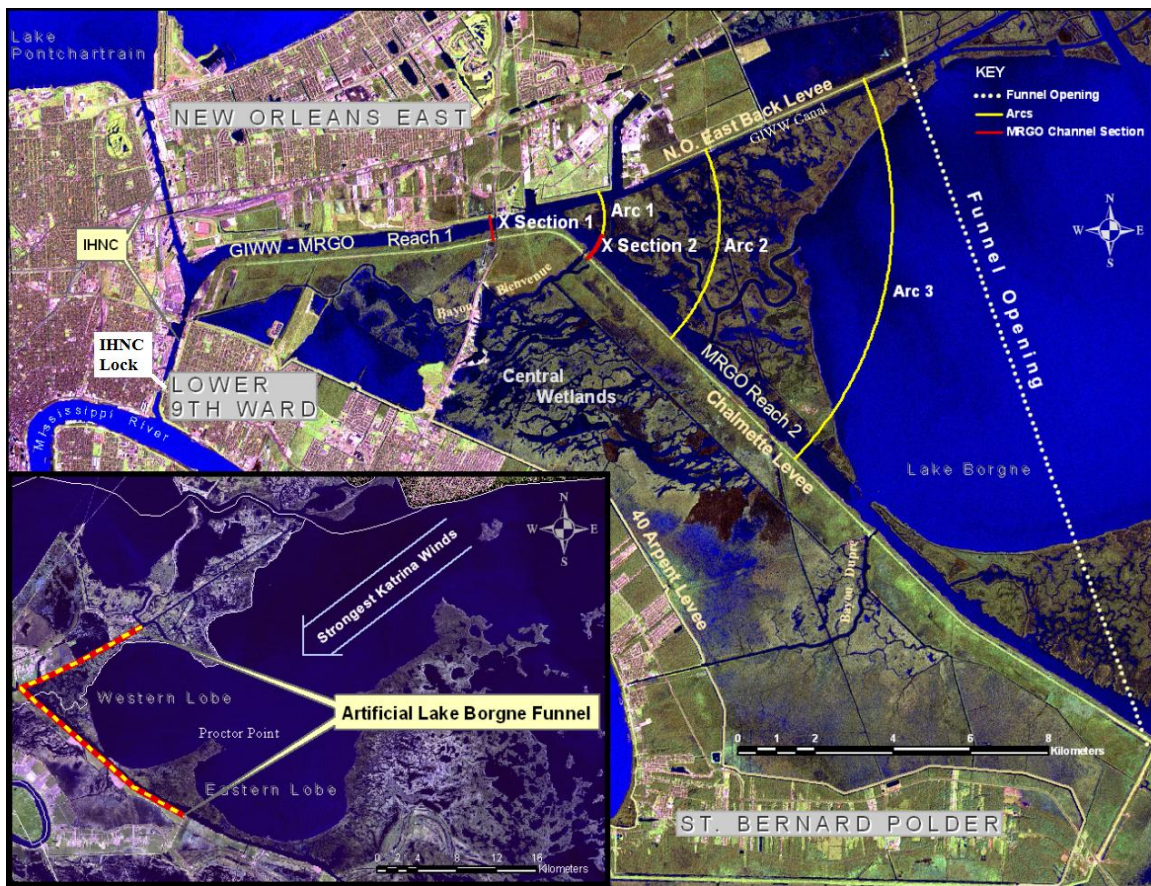 Lake
Pontchartrain
NEW ORLEANS EAST
KEY
Funnel Opening
Arcs
MRGO Channel Section
N.O. East Back Levee
GIWW Canal
IHNC
GIWW - MRGO Reach 1
X Section 1
Arc 1
X Section 2
Arc 2
Arc 3
Funnel Opening
N
W E
S
Bayou Bienvenue
IHNC
Lock
LOWER
9TH WARD
Mississippi River
Central
Wetlands
MRGO Reach 2
Chalmette Levee
Lake Borgne
40 Arpent Levee
Bayou Dupre
0 1 2 4 6 8
Kilometers
ST. BERNARD POLDER
N
W E
S
Strongest Katrina Winds
Western Lobe
Artificial Lake Borgne Funnel
Proctor Point
Eastern Lobe
0 2 4 8 12 16
Kilometers